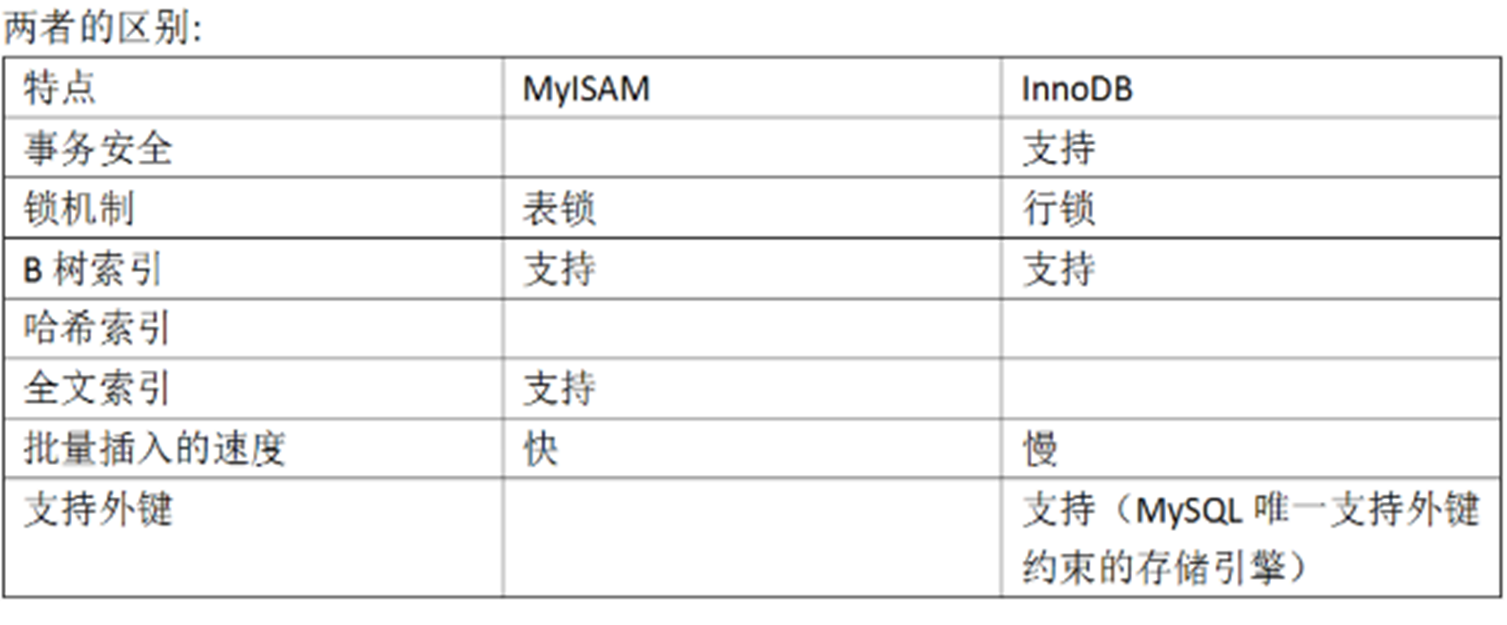 两者的区别:
特点 MyISAM InnoDB
事务安全 支持
锁机制 表锁 行锁
B 树索引 支持 支持
哈希索引
全文索引 支持
批量插入的速度 快 慢
支持外键 支持（MySQL 唯一支持外键
约束的存储引擎）